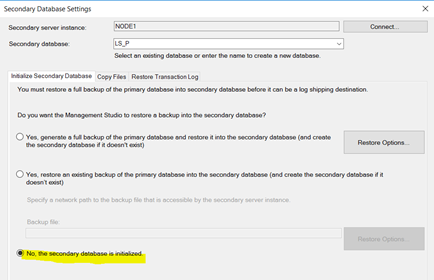 Secondary Database Settings
Secondary server instance:
NODE1
Connect...
Secondary database:
LS_P
Select an existing database or enter the name to create a new database.
Initialize Secondary Database
Copy Files
Restore Transaction Log
You must restore a full backup of the primary database into secondary database before it can be a log shipping destination.
Do you want the Management Studio to restore a backup into the secondary database?
Yes, generate a full backup of the primary database and restore it into the secondary database (and create
the secondary database if it doesn't exist)
Restore Options...
Yes, restore an existing backup of the primary database into the secondary database (and create the secondary database if it
doesn't exist)
Specify a network path to the backup file that is accessible by the secondary server instance.
Backup file:
Restore Options...
No, the secondary database is initialized.